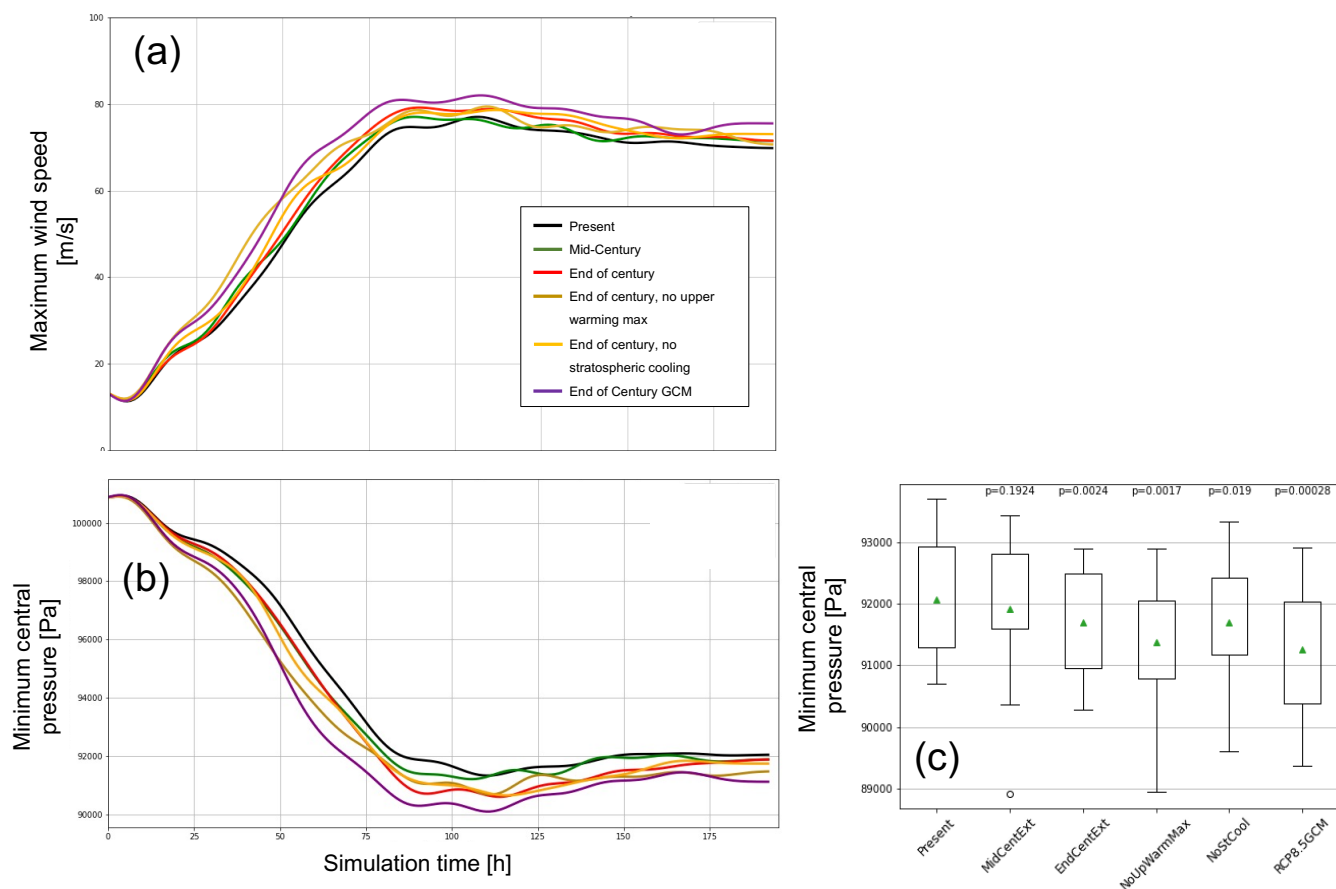 (a)
Maximum wind speed
[m/s]
100
80
60
40
20
0
Present
Mid-Century
End of century
End of century, no upper
warming max
End of century, no
stratospheric cooling
End of Century GCM
(b)
Minimum central
pressure [Pa]
100000
98000
96000
94000
92000
90000
0
25
50
75
100
125
150
175
Simulation time [h]
(c)
Minimum central
pressure [Pa]
p=0.1924
p=0.0024
p=0.0017
p=0.019
p=0.00028
93000
92000
91000
90000
89000
Present
MidCentExt
EndCentExt
NoUpWarmMax
NoStCool
RCP8.5GCM